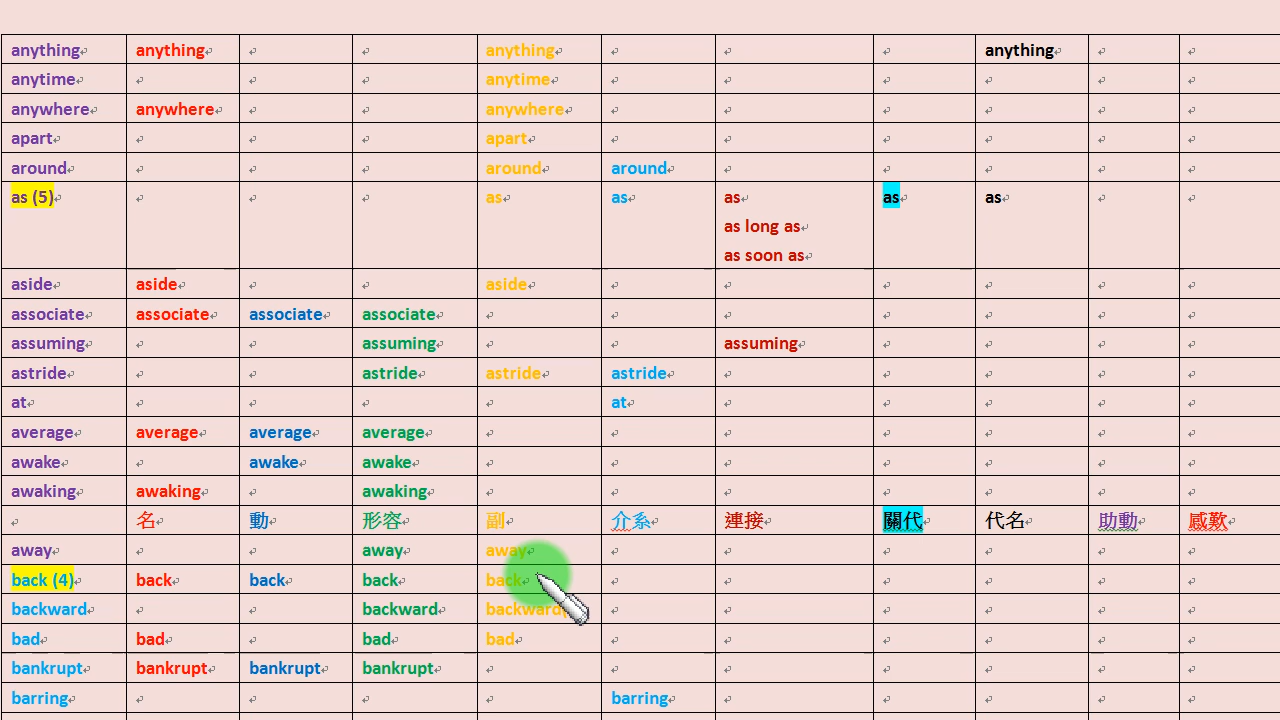 anything anything anything anything
anytime anytime
anywhere anywhere anywhere
apart apart
around around around
as (5) as as as as as
as long as
as soon as
aside aside aside
associate associate associate associate
assuming assuming assuming
astride astride astride astride
at at
average average average average
awake awake awake
awaking awaking awaking
名 動 形容 副 介系 連接 關代 代名 助動 感歎
away away away
back (4) back back back back
backward backward backward
bad bad bad bad
bankrupt bankrupt bankrupt bankrupt
barring barring